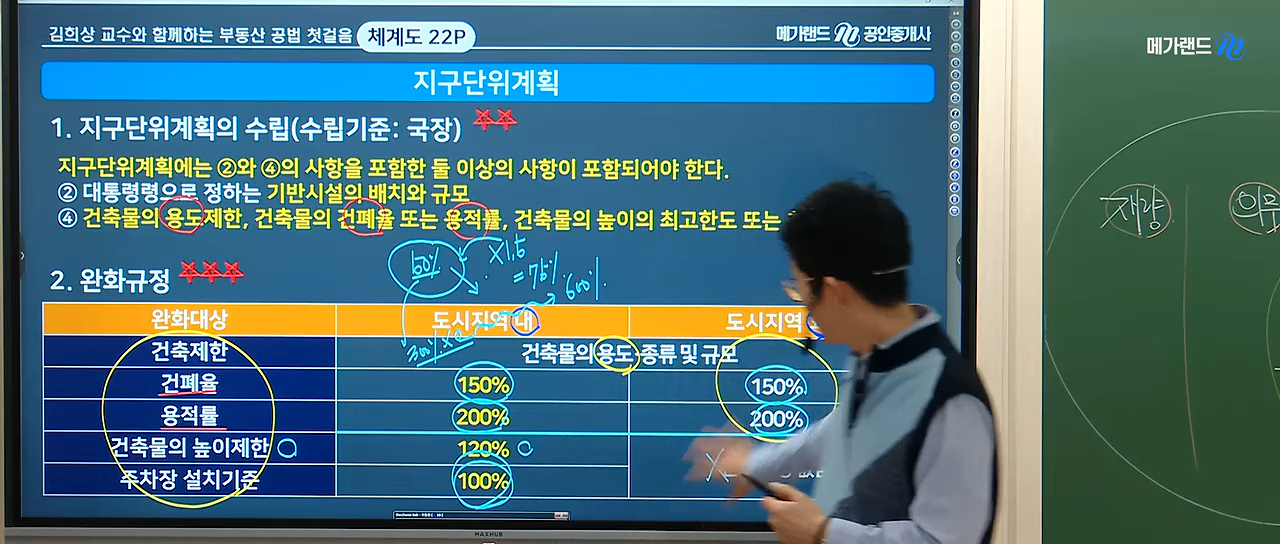 김희상 교수와 함께하는 부동산 공법 첫걸음 체계도 22P 메가랜드 공인중개사
메가랜드
지구단위계획
1. 지구단위계획의 수립(수립기준: 국장)
지구단위계획에는 ②와 ④의 사항을 포함한 둘 이상의 사항이 포함되어야 한다.
② 대통령령으로 정하는 기반시설의 배치와 규모
④ 건축물의 용도제한, 건축물의 건폐율 또는 용적률, 건축물의 높이의 최고한도 또는
재량 의무
X1.5
=75%
600%
2. 완화규정
완화대상 도시지역 내 도시지역
300%
건축제한 건축물의 용도·종류 및 규모
건폐율 150% 150%
용적률 200% 200%
건축물의 높이제한 120%
주차장 설치기준 100%
MAXHUB